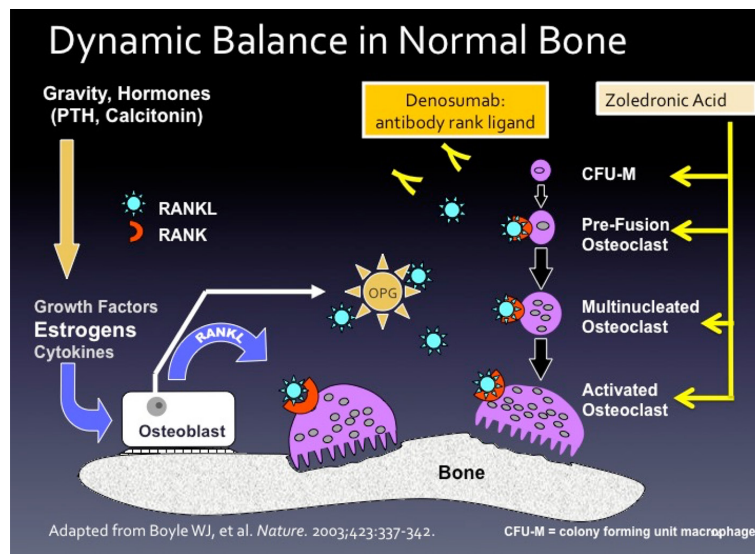 Dynamic Balance in Normal Bone
Gravity, Hormones
(PTH, Calcitonin)
Denosumab:
antibody rank ligand
Zoledronic Acid
RANKL
RANK
CFU-M
Pre-Fusion
Osteoclast
OPG
Growth Factors
Estrogens
Cytokines
RANKL
Multinucleated
Osteoclast
Activated
Osteoclast
Osteoblast
Bone
Adapted from Boyle WJ, et al. Nature. 2003;423:337-342.
CFU-M = colony forming unit macrophage